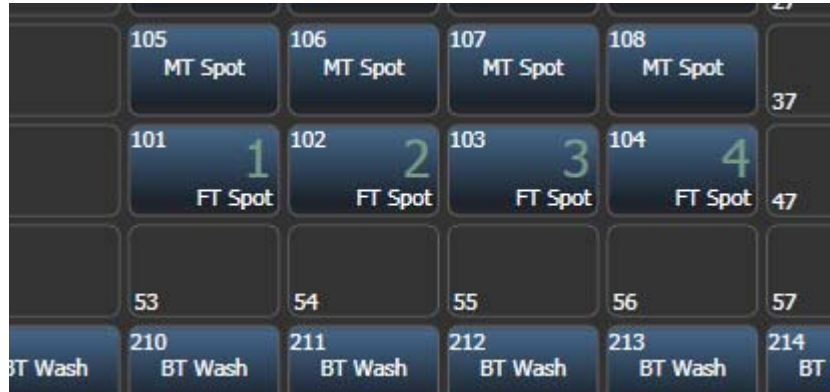 27
105 106 107 108
MT Spot MT Spot MT Spot MT Spot
37
101 1 102 2 103 3 104 4
FT Spot FT Spot FT Spot FT Spot 47
53 54 55 56 57
210 211 212 213 214
BT Wash BT Wash BT Wash BT Wash BT